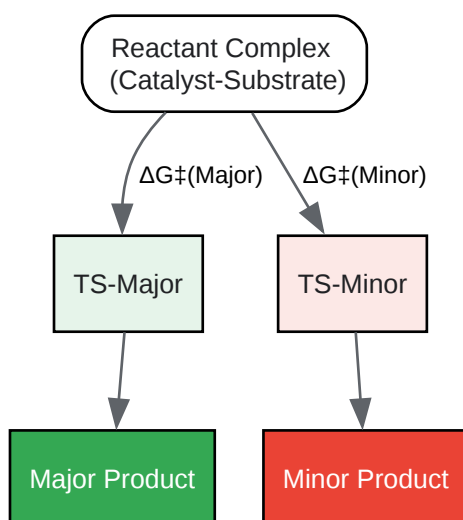 Reactant Complex
(Catalyst-Substrate)
ΔG‡(Major)
ΔG‡(Minor)
TS-Major
TS-Minor
Major Product
Minor Product